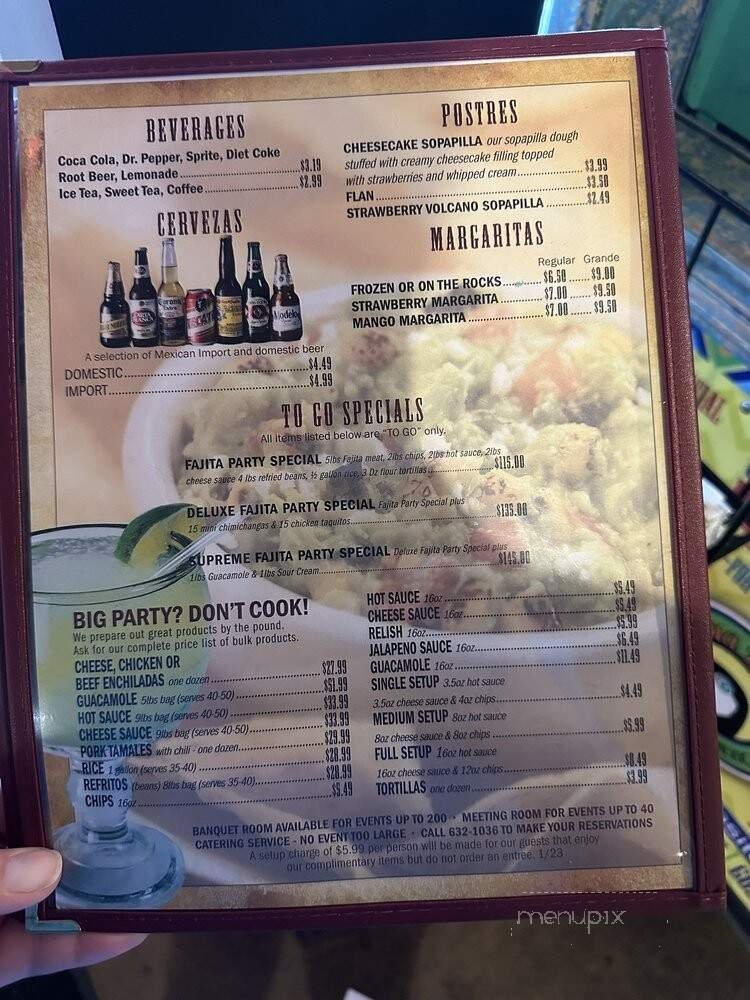 BEVERAGES
Coca Cola, Dr. Pepper, Sprite, Diet Coke
Root Beer, Lemonade $3.19
Ice Tea, Sweet Tea, Coffee $2.99
CERVEZAS
Corona
Extra
TECATE
Modelo
A selection of Mexican Import and domestic beer
DOMESTIC $4.49
IMPORT $4.99
POSTRES
CHEESECAKE SOPAPILLA our sopapilla dough
stuffed with creamy cheesecake filling topped
with strawberries and whipped cream $3.99
FLAN $3.50
STRAWBERRY VOLCANO SOPAPILLA $2.49
MARGARITAS
Regular Grande
FROZEN OR ON THE ROCKS $6.50 $9.00
STRAWBERRY MARGARITA $7.00 $9.50
MANGO MARGARITA $7.00 $9.50
TO GO SPECIALS
All items listed below are "TO GO" only.
FAJITA PARTY SPECIAL 5lbs Fajita meat, 2lbs chips, 2lbs hot sauce, 2lbs
cheese sauce 4 lbs refried beans, ½ gallon rice, 3 Dz flour tortillas $115.00
DELUXE FAJITA PARTY SPECIAL Fajita Party Special plus
15 mini chimichangas & 15 chicken taquitos $135.00
SUPREME FAJITA PARTY SPECIAL Deluxe Fajita Party Special plus
1lbs Guacamole & 1lbs Sour Cream $145.00
BIG PARTY? DON'T COOK!
We prepare out great products by the pound.
Ask for our complete price list of bulk products.
CHEESE, CHICKEN OR
BEEF ENCHILADAS one dozen $27.99
GUACAMOLE 5lbs bag (serves 40-50) $51.99
HOT SAUCE 9lbs bag (serves 40-50) $33.99
CHEESE SAUCE 9lbs bag (serves 40-50) $33.99
PORK TAMALES with chili - one dozen $29.99
RICE 1 gallon (serves 35-40) $20.99
REFRITOS (beans) 8lbs bag (serves 35-40) $20.99
CHIPS 16oz $5.49
HOT SAUCE 16oz $5.49
CHEESE SAUCE 16oz $5.49
RELISH 16oz $5.99
JALAPENO SAUCE 16oz $6.49
GUACAMOLE 16oz $11.49
SINGLE SETUP 3.5oz hot sauce
3.5oz cheese sauce & 4oz chips $4.49
MEDIUM SETUP 8oz hot sauce
8oz cheese sauce & 8oz chips $5.99
FULL SETUP 16oz hot sauce
16oz cheese sauce & 12oz chips $8.49
TORTILLAS one dozen $3.99
BANQUET ROOM AVAILABLE FOR EVENTS UP TO 200 • MEETING ROOM FOR EVENTS UP TO 40
CATERING SERVICE - NO EVENT TOO LARGE • CALL 632-1036 TO MAKE YOUR RESERVATIONS
A setup charge of $5.99 per person will be made for our guests that enjoy
our complimentary items but do not order an entree. 1/23
menupix